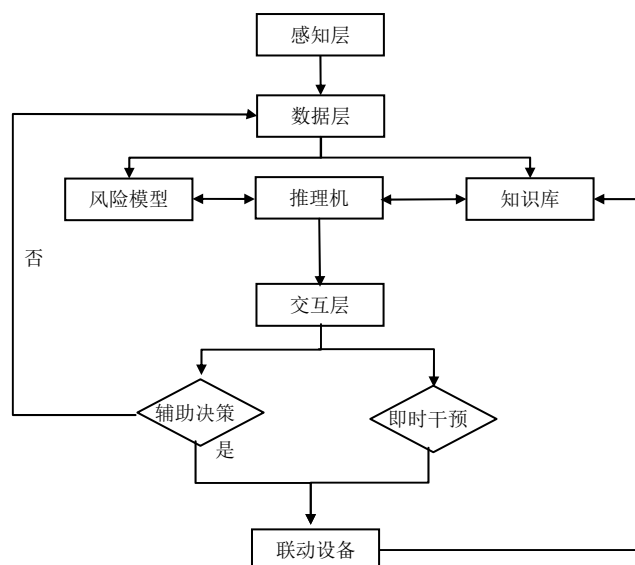 感知层
数据层
风险模型
推理机
知识库
否
交互层
辅助决策
即时干预
是
联动设备